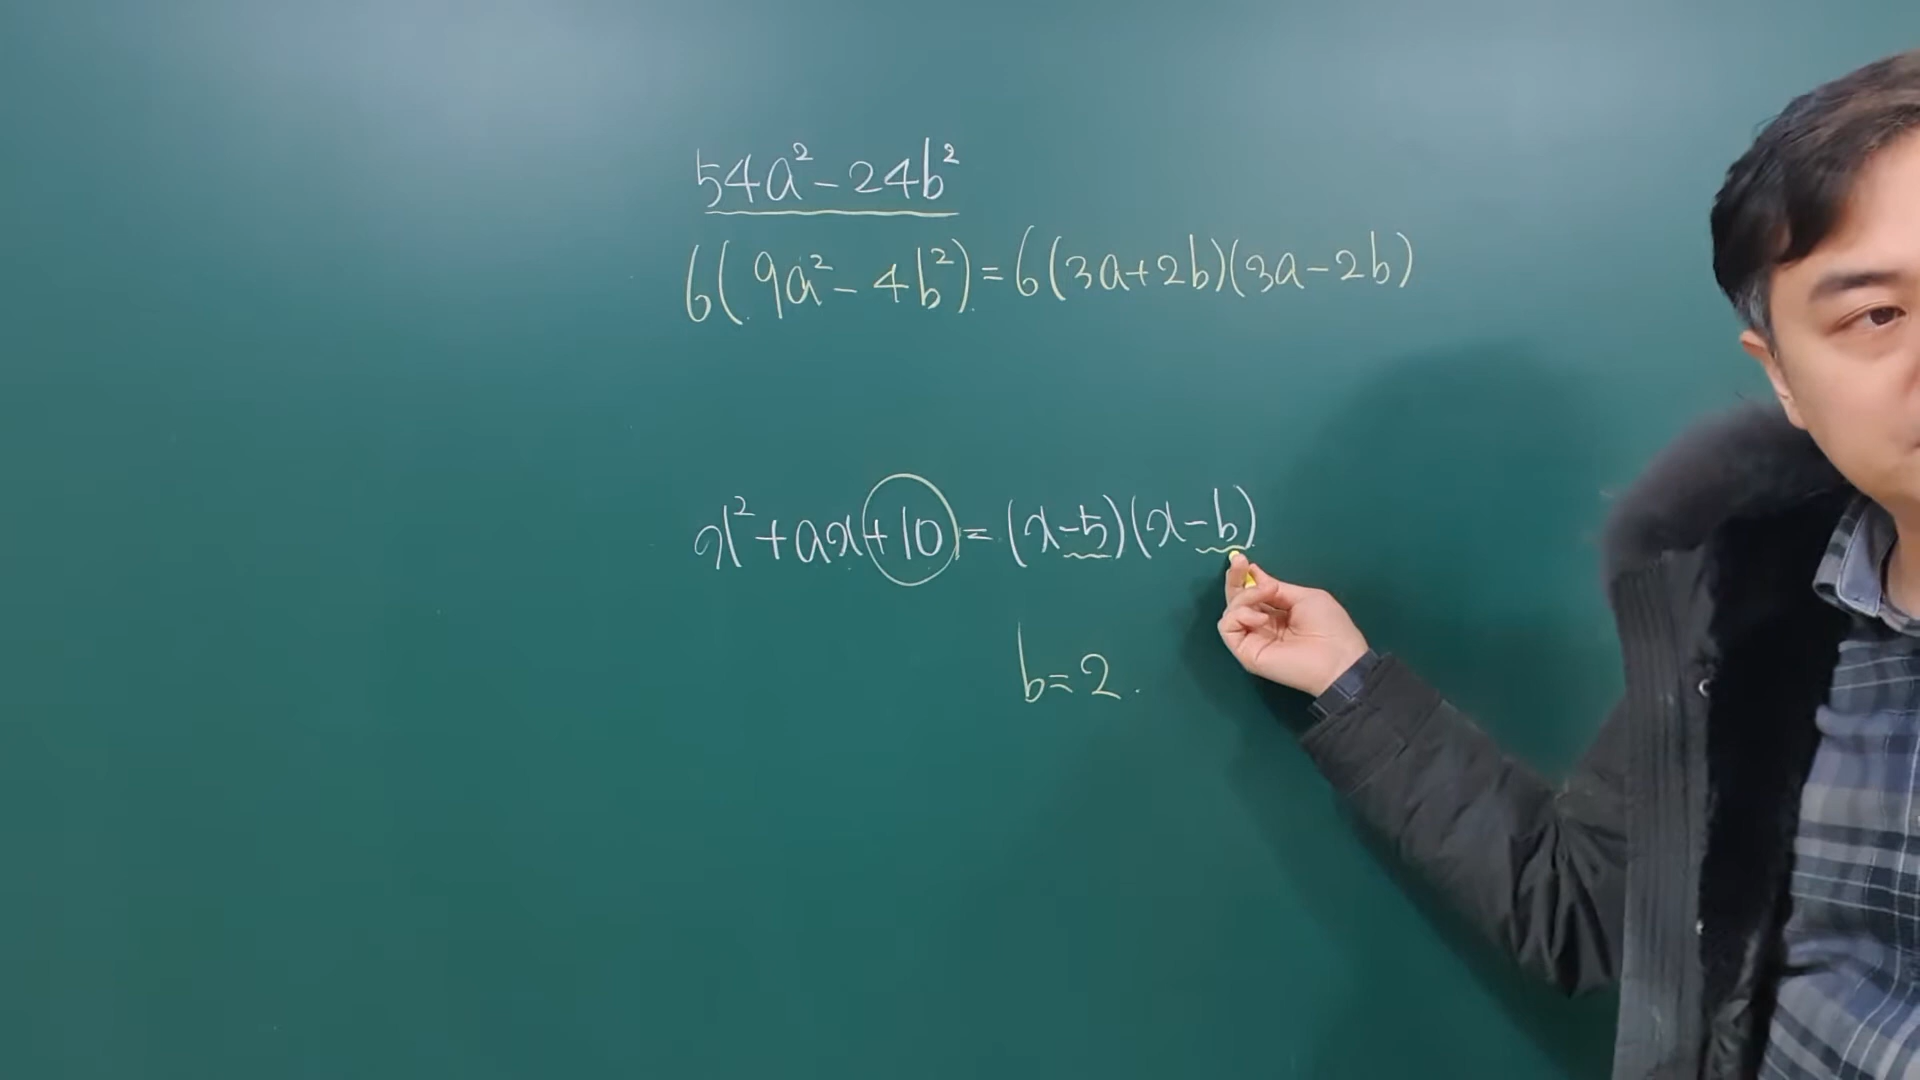 54a² - 24b²
6(9a² - 4b²) = 6(3a+2b)(3a-2b)
x² + ax + 10 = (x-5)(x-b)
b = 2.